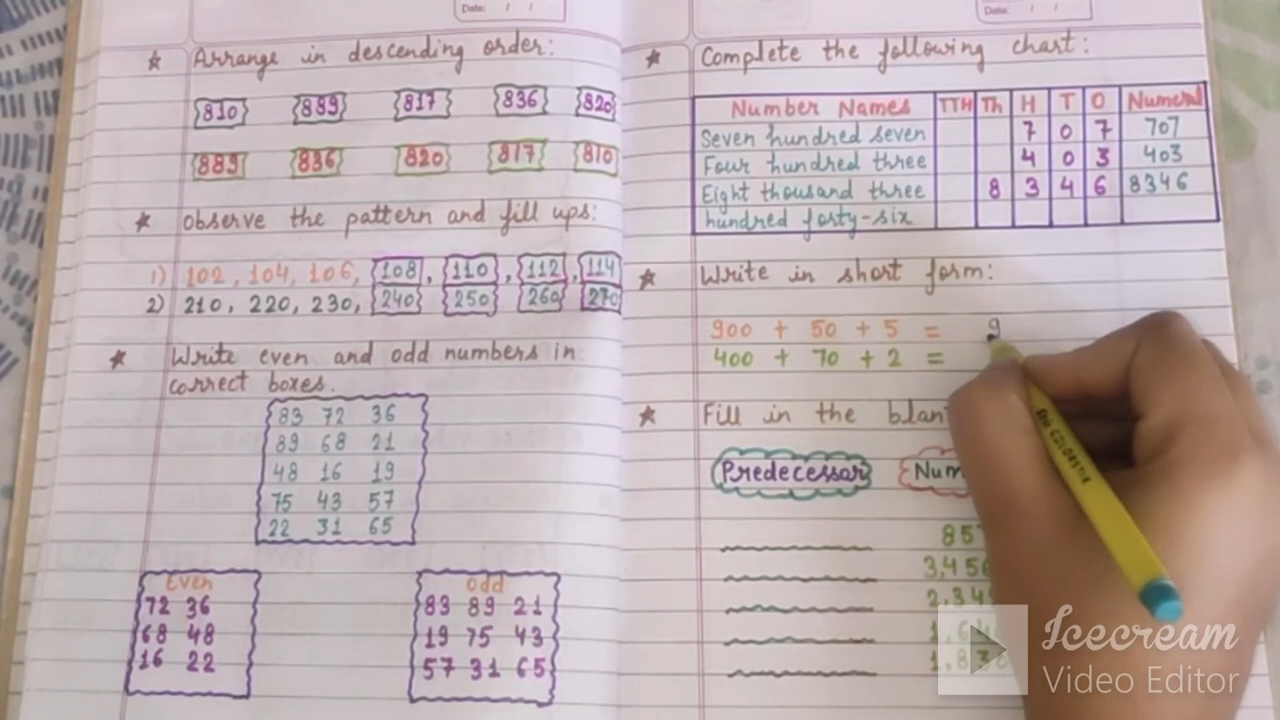 Date: / /
Arrange in descending order:
810 889 817 836 820
889 836 820 817 810
observe the pattern and fill ups:
1) 102, 104, 106, 108, 110, 112, 114
2) 210, 220, 230, 240, 250, 260, 270
Write even and odd numbers in
correct boxes.
83 72 36
89 68 21
48 16 19
75 43 57
22 31 65
Even
72 36
68 48
16 22
odd
83 89 21
19 75 43
57 31 65
Date: / /
Complete the following chart:
Number Names TTH Th H T O Numeral
Seven hundred seven 7 0 7 707
Four hundred three 4 0 3 403
Eight thousand three 8 3 4 6 8346
hundred forty-six
Write in short form:
900 + 50 + 5 = 9
400 + 70 + 2 =
Fill in the
Predecessor
Icecream
Video Editor